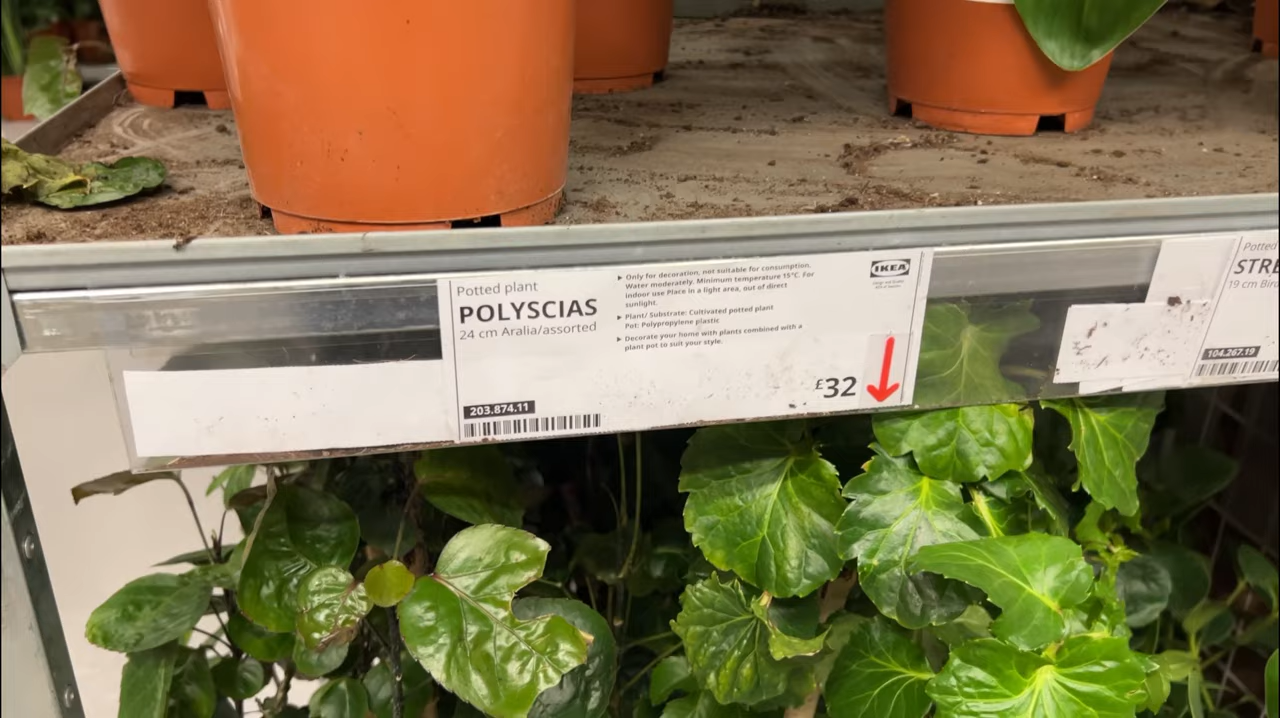 Potted plant
POLYSCIAS
24 cm Aralia/assorted
203.874.11
▸ Only for decoration, not suitable for consumption.
Water moderately. Minimum temperature 15°C. For
indoor use Place in a light area, out of direct
sunlight.
▸ Plant/ Substrate: Cultivated potted plant
Pot: Polypropylene plastic
▸ Decorate your home with plants combined with a
plant pot to suit your style.
IKEA
£32
Potted
STRE
19 cm Bir
104.267.19